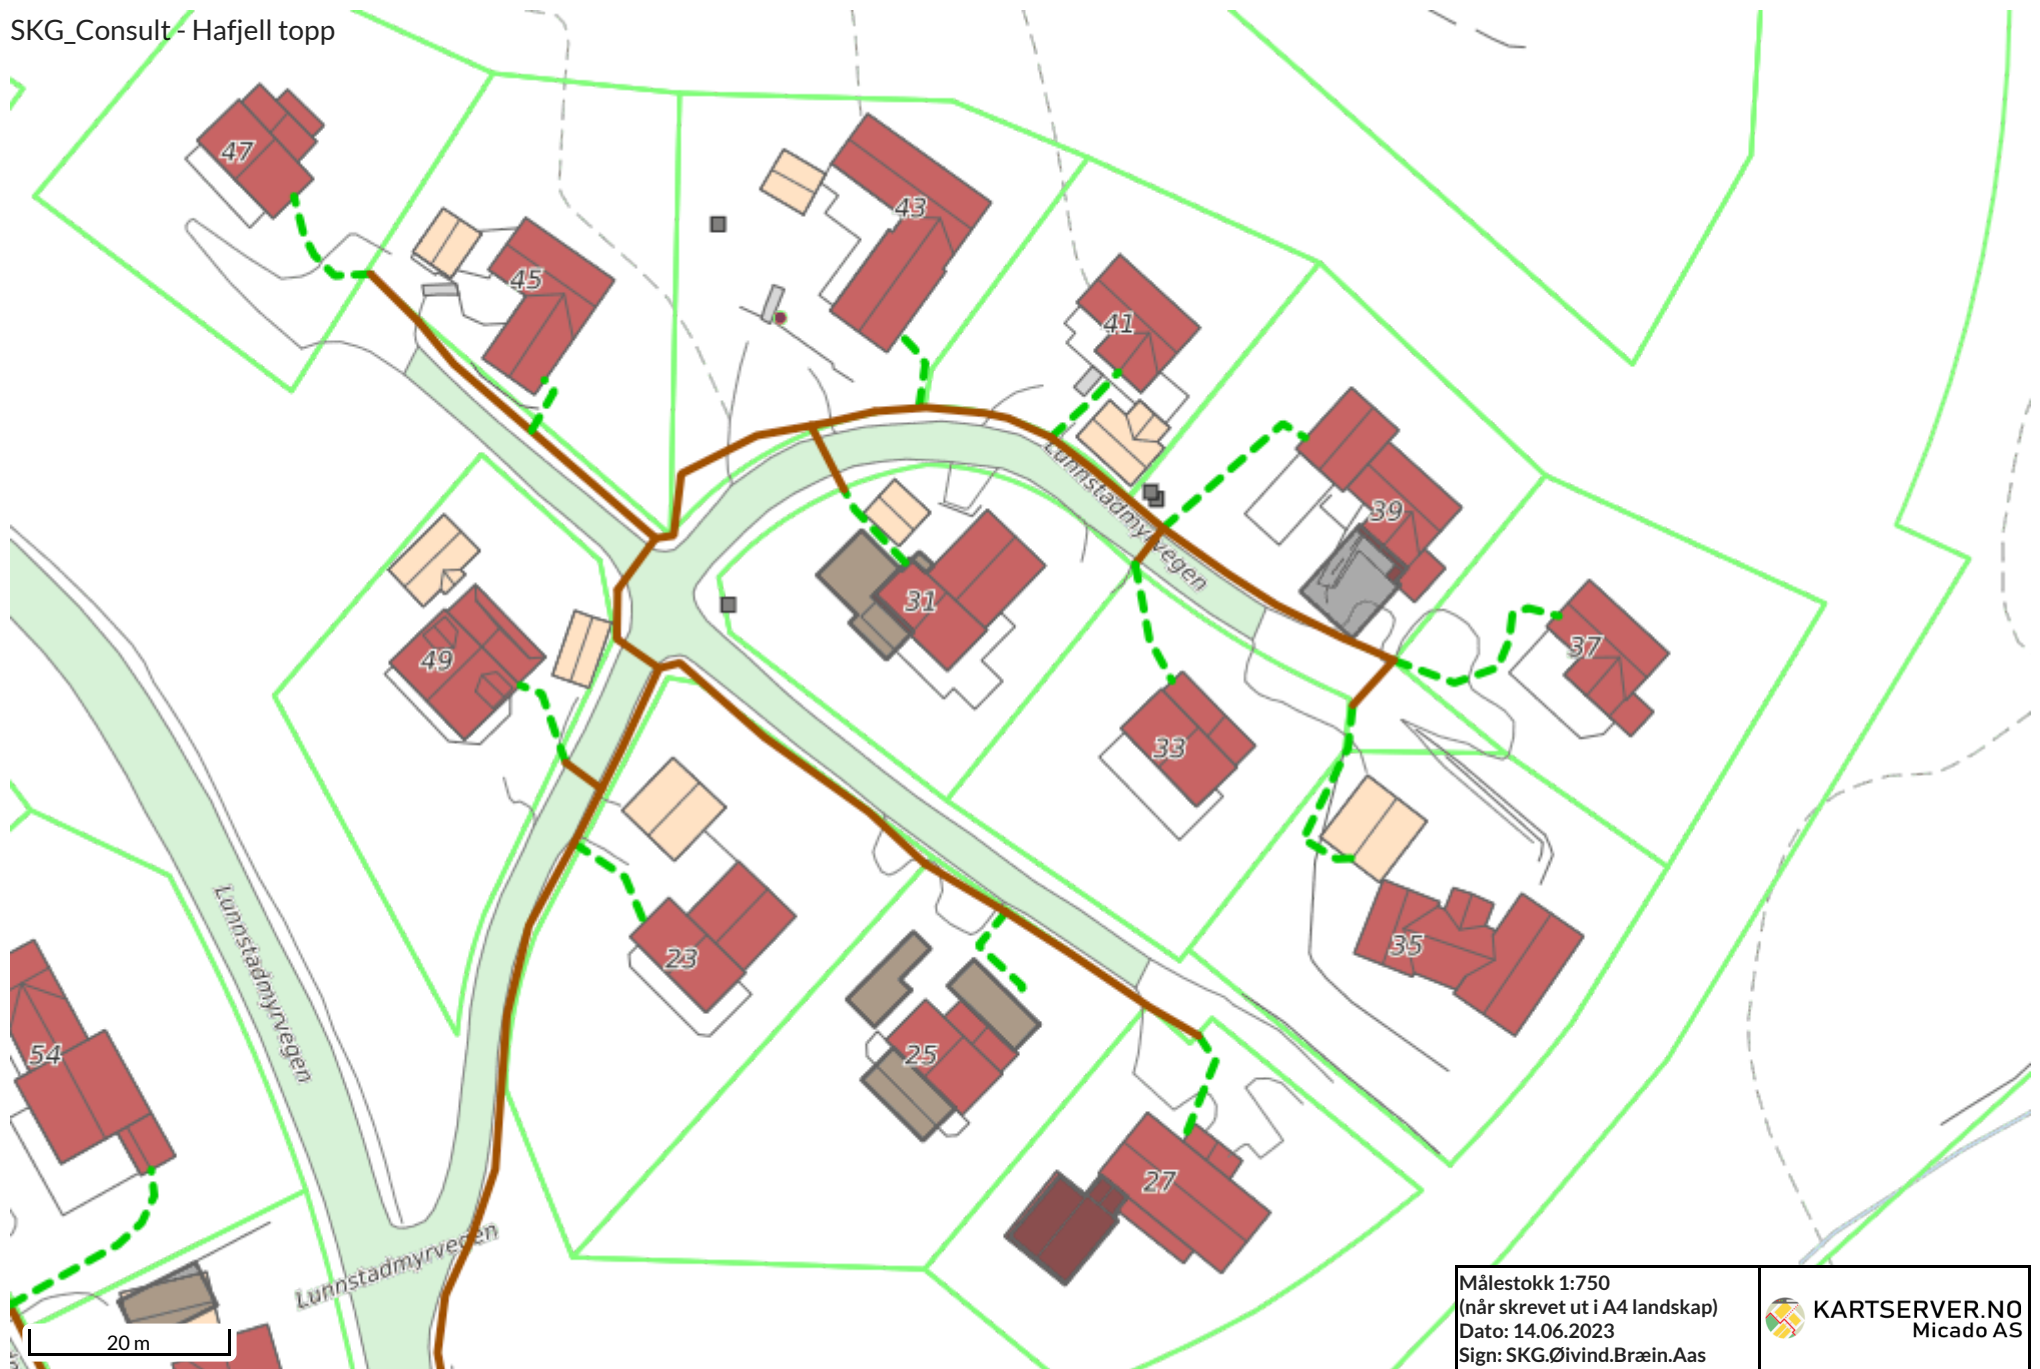 SKG_Consult - Hafjell topp
47
43
45
41
Lunnstadmyrvegen
39
31
37
49
33
23
35
Lunnstadmyrvegen
54
25
27
Lunnstadmyrvegen
20 m
Målestokk 1:750
(når skrevet ut i A4 landskap)
Dato: 14.06.2023
Sign: SKG.Øivind.Bræin.Aas
KARTSERVER.NO
Micado AS